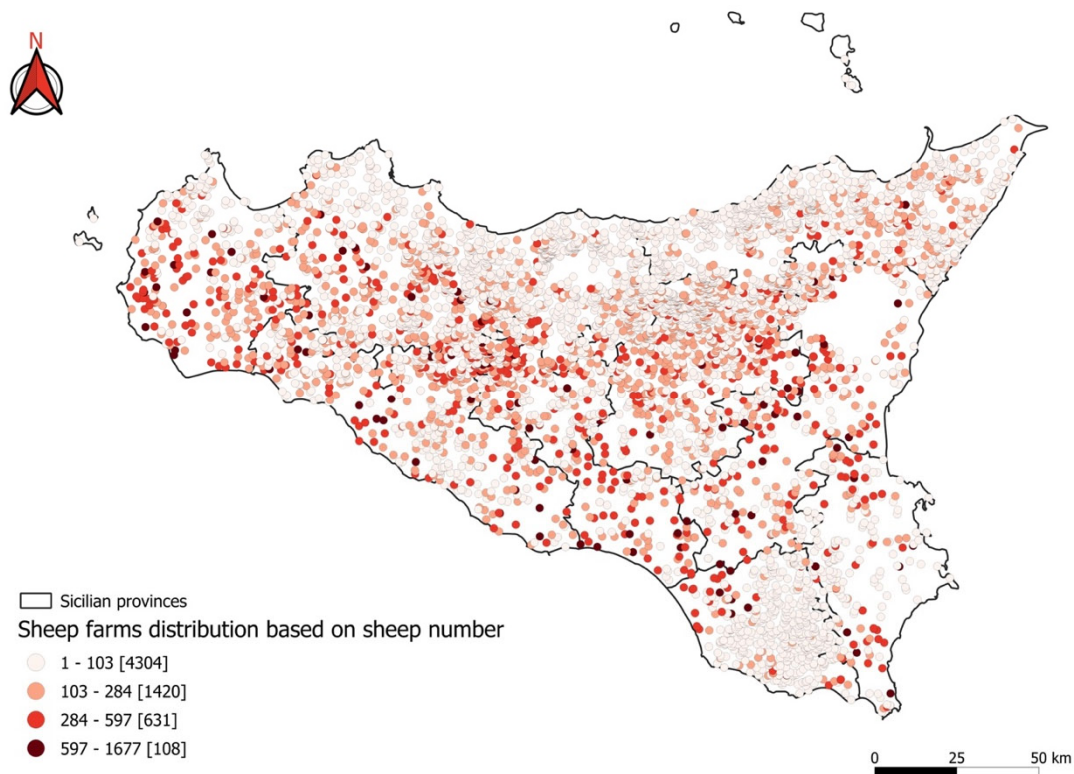 N
Sicilian provinces
Sheep farms distribution based on sheep number
1 - 103 [4304]
103 - 284 [1420]
284 - 597 [631]
597 - 1677 [108]
0 25 50 km